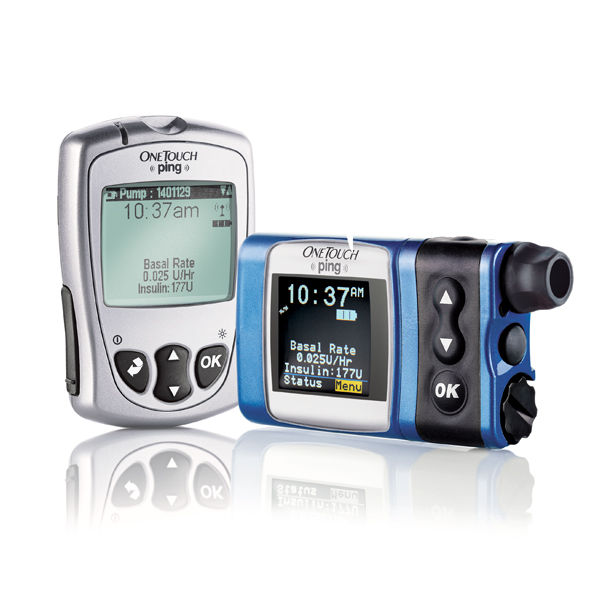 ONETOUCH
ping
Pump : 1401129
10:37am
Basal Rate
0.025 U/Hr
Insulin:177U
OK
ONETOUCH
ping
10:37AM
Basal Rate
0.025U/Hr
Insulin:177U
Status Menu
OK